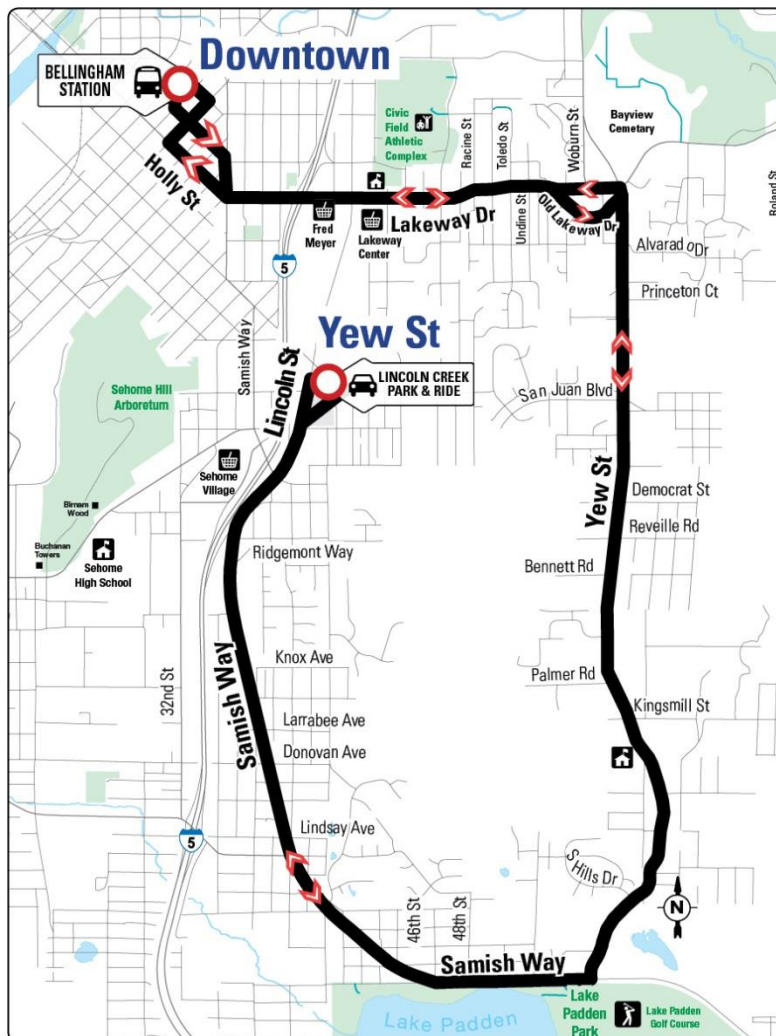 Downtown
BELLINGHAM
STATION
Holly St
Civic
Field
Athletic
Complex
Racine St
Toledo St
Woburn St
Bayview
Cemetary
Roland St
Fred
Meyer
Lakeway
Center
Lakeway Dr
Undine St
Old Lakeway Dr
Alvarado Dr
Princeton Ct
5
Samish Way
Lincoln St
Yew St
LINCOLN CREEK
PARK & RIDE
San Juan Blvd
Sehome Hill
Arboretum
Sehome
Village
Birnam
Wood
Buchanan
Towers
Sehome
High School
Yew St
Democrat St
Reveille Rd
Bennett Rd
Ridgemont Way
32nd St
Samish Way
Knox Ave
Palmer Rd
Kingsmill St
Larrabee Ave
Donovan Ave
5
Lindsay Ave
S Hills Dr
N
46th St
48th St
Samish Way
Lake
Padden
Park
Lake Padden
Golf Course
Lake Padden